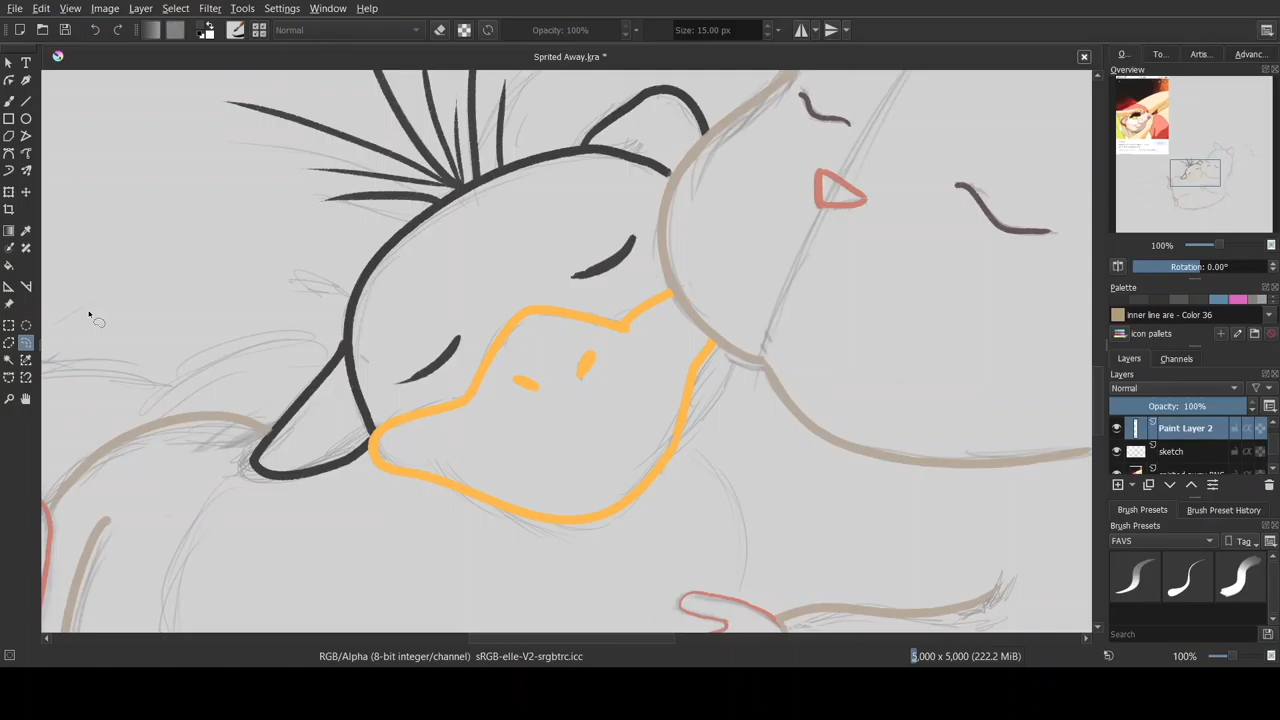 File Edit View Image Layer Select Filter Tools Settings Window Help
Normal Opacity: 100% Size: 15.00 px
Sprited Away.kra *
O... To... Artis... Advanc...
Overview
100%
Rotation: 0.00°
Palette
inner line are - Color 36
icon pallets
Layers Channels
Layers
Normal
Opacity: 100%
Paint Layer 2
sketch
Brush Presets Brush Preset History
Brush Presets
FAVS Tag
Search
RGB/Alpha (8-bit integer/channel) sRGB-elle-V2-srgbtrc.icc 5,000 x 5,000 (222.2 MiB) 100%